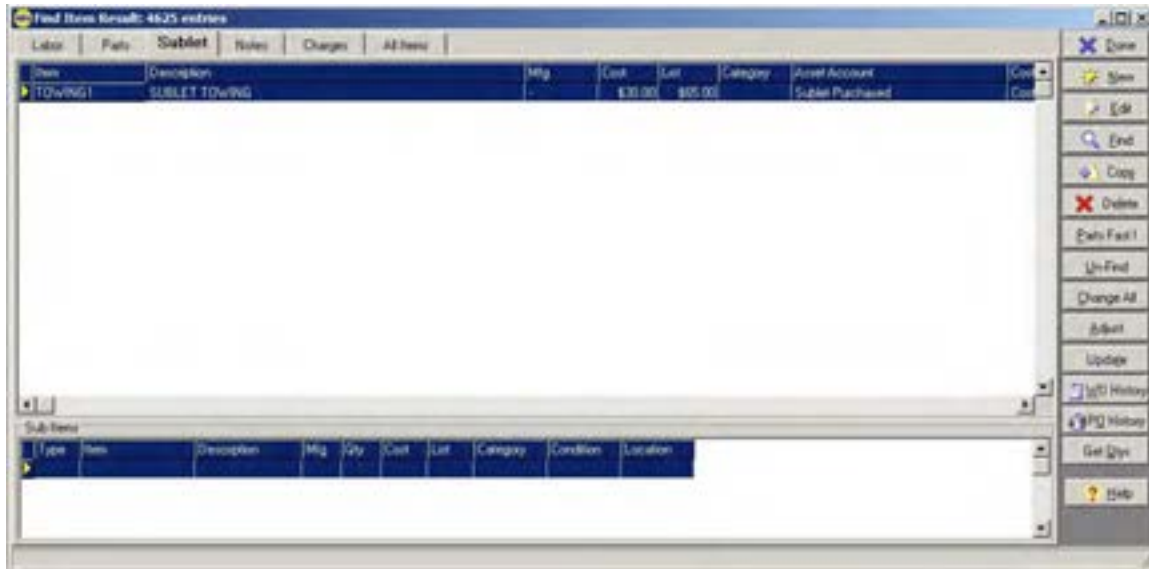 Find Item Result: 4625 entries
Labor Parts Sublet Notes Charges All Items
Item Description Mfg Cost List Category Asset Account Cost
TOWING1 SUBLET TOWING - $30.00 $65.00 Sublet Purchased Cost
Sub Items
Type Item Description Mfg Qty Cost List Category Condition Location
Done
New
Edit
Find
Copy
Delete
Parts Fast!
Un-Find
Change All
Adjust
Update
W/O History
PO History
Get Qtys
Help